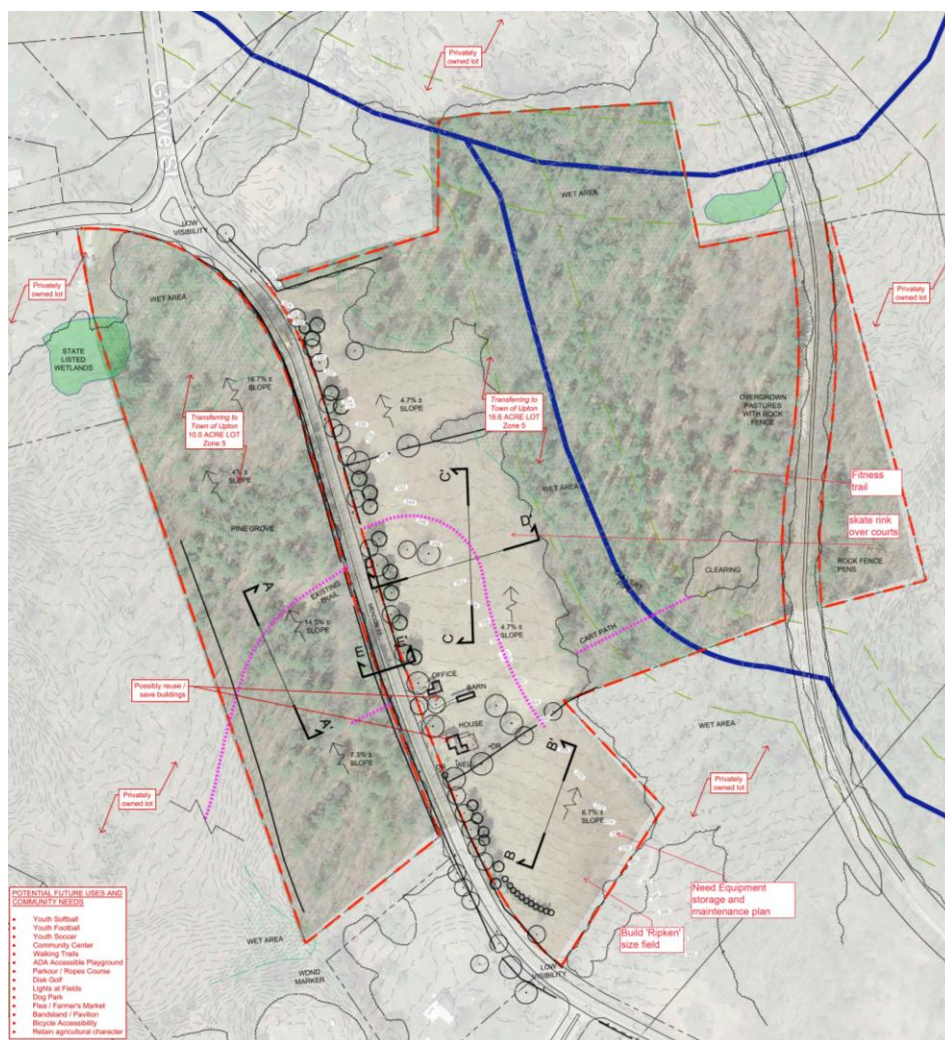 Grove St
Privately
owned lot
LOW
VISIBILITY
WET AREA
Privately
owned lot
Privately
owned lot
WET AREA
STATE
LISTED
WETLANDS
16.7% ±
SLOPE
4.7% ±
SLOPE
Transferring to
Town of Upton
10.0 ACRE LOT
Zone 5
Transferring to
Town of Upton
18.6 ACRE LOT
Zone 5
OVERGROWN
PASTURES
WITH ROCK
FENCE
4% ±
SLOPE
Fitness
trail
WET AREA
PINE GROVE
C'
D'
skate rink
over courts
ROCK FENCE
PENS
CLEARING
EXISTING
TRAIL
A
14.5% ±
SLOPE
4.7% ±
SLOPE
C
CART PATH
E
E'
OFFICE
BARN
Possibly reuse /
save buildings
HOUSE
A'
WET AREA
7.3% ±
SLOPE
WELL
B'
Privately
owned lot
Privately
owned lot
6.7% ±
SLOPE
B
Need Equipment
storage and
maintenance plan
Build 'Ripken'
size field
WET AREA
WDND
MARKER
LOW
VISIBILITY
POTENTIAL FUTURE USES AND
COMMUNITY NEEDS
• Youth Softball
• Youth Football
• Youth Soccer
• Community Center
• Walking Trails
• ADA Accessible Playground
• Parkour / Ropes Course
• Disk Golf
• Lights at Fields
• Dog Park
• Flea / Farmer's Market
• Bandstand / Pavilion
• Bicycle Accessibility
• Retain agricultural character